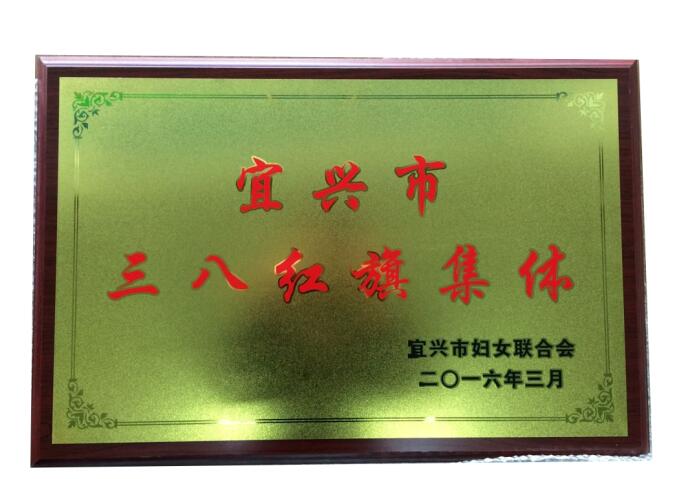 宜兴市
三八红旗集体
宜兴市妇女联合会
二〇一六年三月